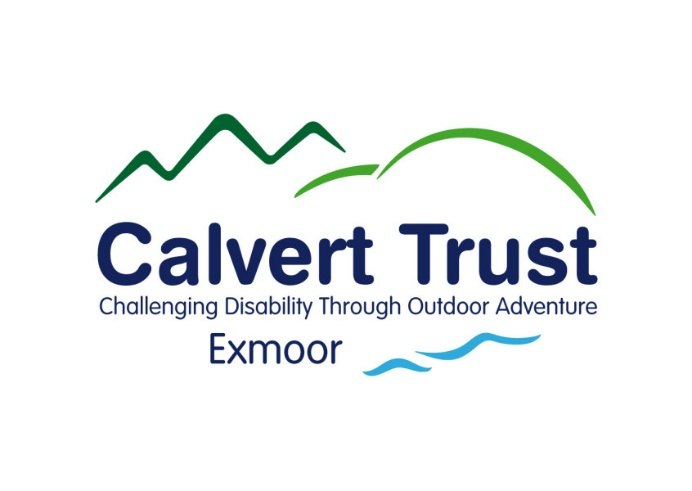 Calvert Trust
Challenging Disability Through Outdoor Adventure
Exmoor